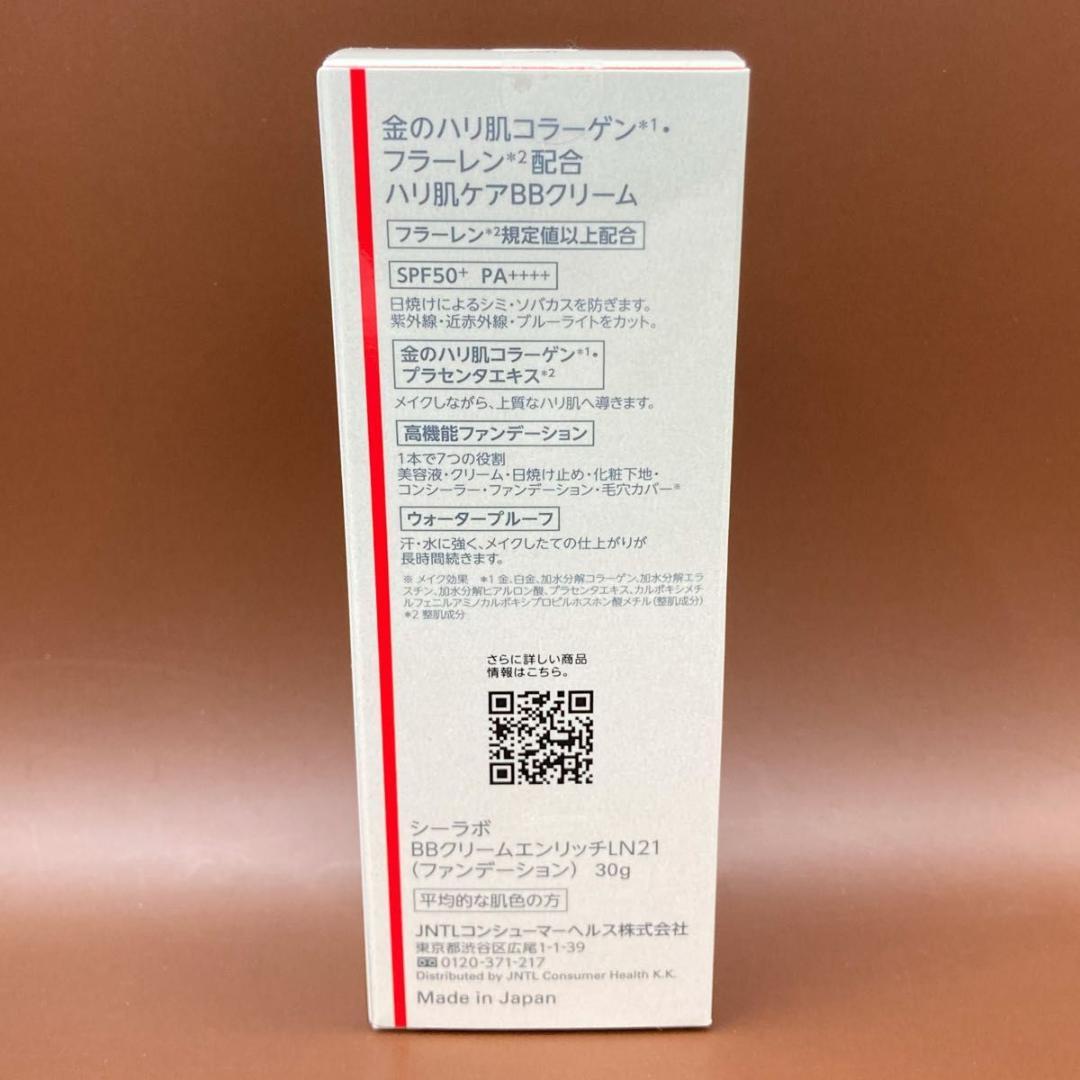 金のハリ肌コラーゲン*1・
フラーレン*2配合
ハリ肌ケアBBクリーム
フラーレン*2規定値以上配合
SPF50+ PA++++
日焼けによるシミ・ソバカスを防ぎます。
紫外線・近赤外線・ブルーライトをカット。
金のハリ肌コラーゲン*1・
プラセンタエキス*2
メイクしながら、上質なハリ肌へ導きます。
高機能ファンデーション
1本で7つの役割
美容液・クリーム・日焼け止め・化粧下地・
コンシーラー・ファンデーション・毛穴カバー※
ウォータープルーフ
汗・水に強く、メイクしたての仕上がりが
長時間続きます。
※ メイク効果 *1 金、白金、加水分解コラーゲン、加水分解エラ
スチン、加水分解ヒアルロン酸、プラセンタエキス、カルボキシメチ
ルフェニルアミノカルボキシプロピルホスホン酸メチル（整肌成分）
*2 整肌成分
さらに詳しい商品
情報はこちら。
シーラボ
BBクリームエンリッチLN21
（ファンデーション） 30g
平均的な肌色の方
JNTLコンシューマーヘルス株式会社
東京都渋谷区広尾1-1-39
0120-371-217
Distributed by JNTL Consumer Health K.K.
Made in Japan